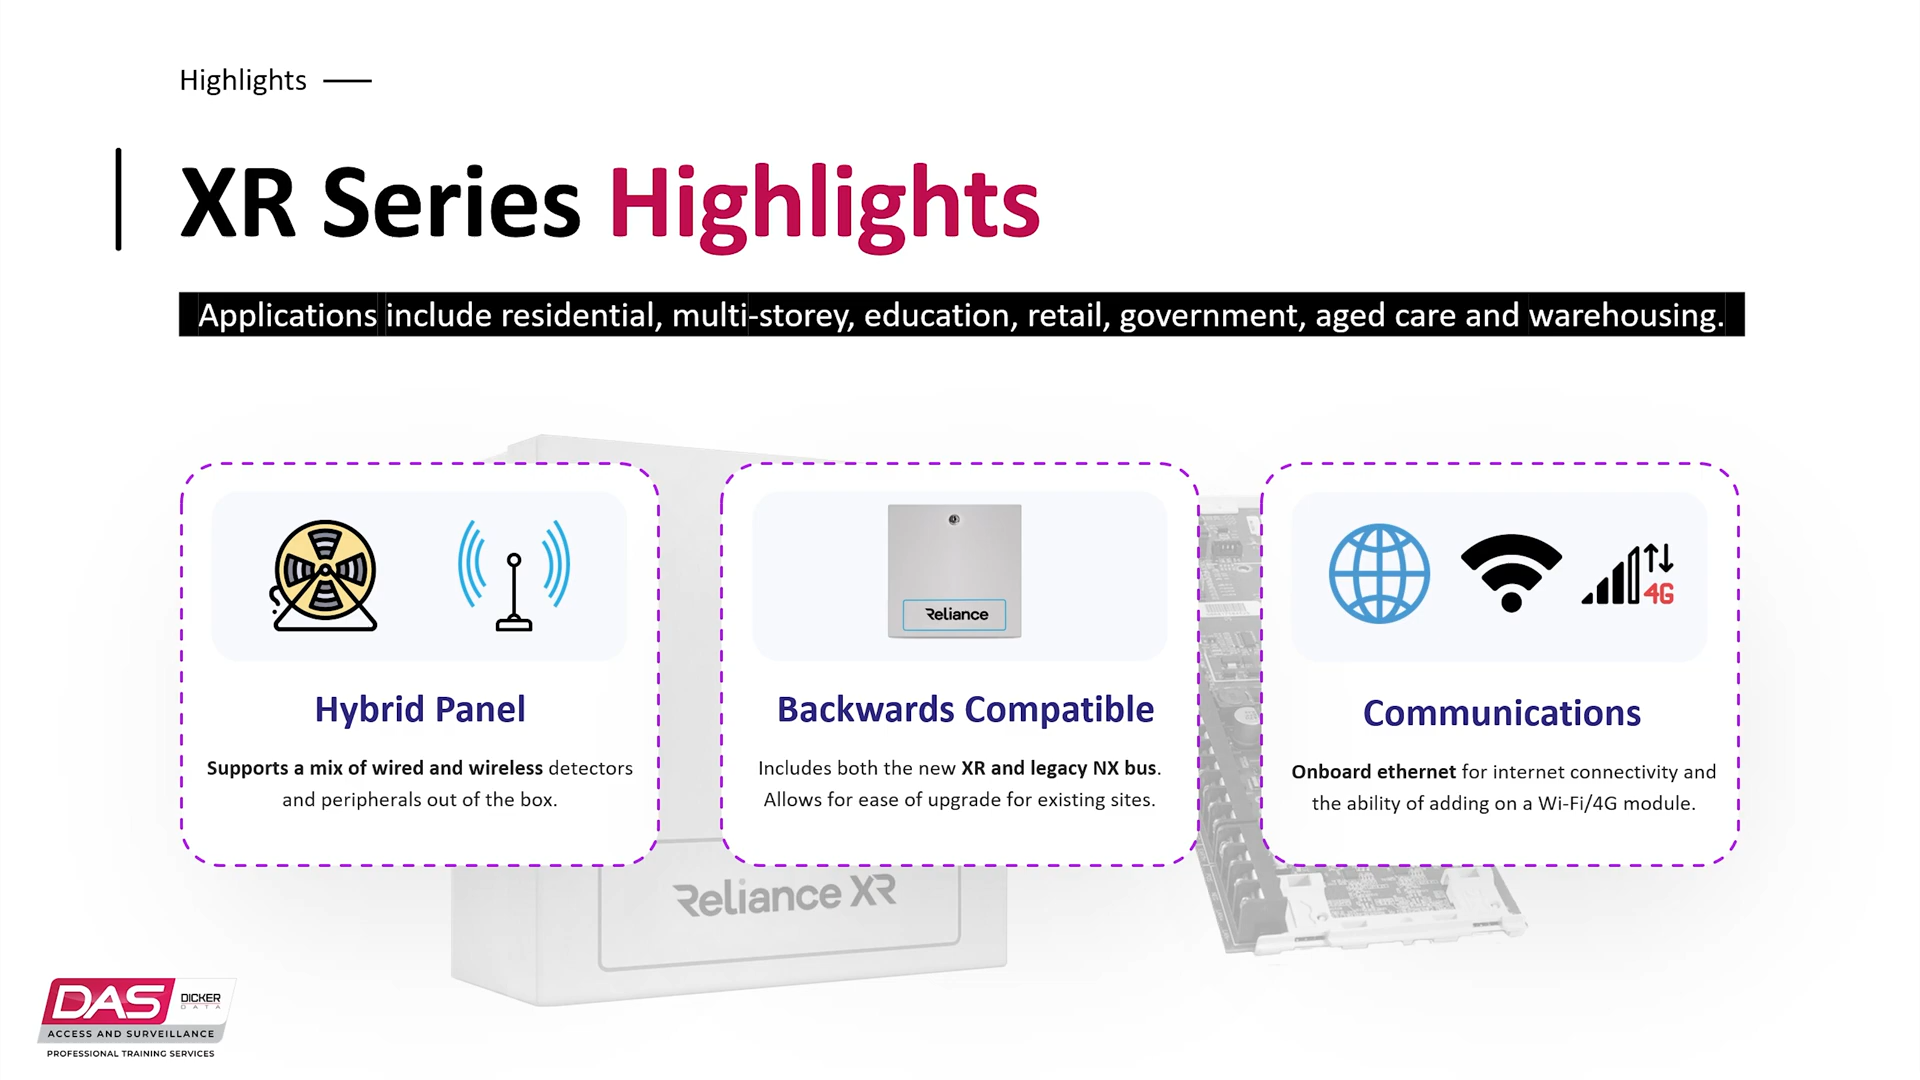 Highlights
XR Series Highlights
Applications include residential, multi-storey, education, retail, government, aged care and warehousing.
Reliance
4G
Hybrid Panel
Backwards Compatible
Communications
Supports a mix of wired and wireless detectors
and peripherals out of the box.
Includes both the new XR and legacy NX bus.
Allows for ease of upgrade for existing sites.
Onboard ethernet for internet connectivity and
the ability of adding on a Wi-Fi/4G module.
Reliance XR
DAS
DICKER
DATA
ACCESS AND SURVEILLANCE
PROFESSIONAL TRAINING SERVICES